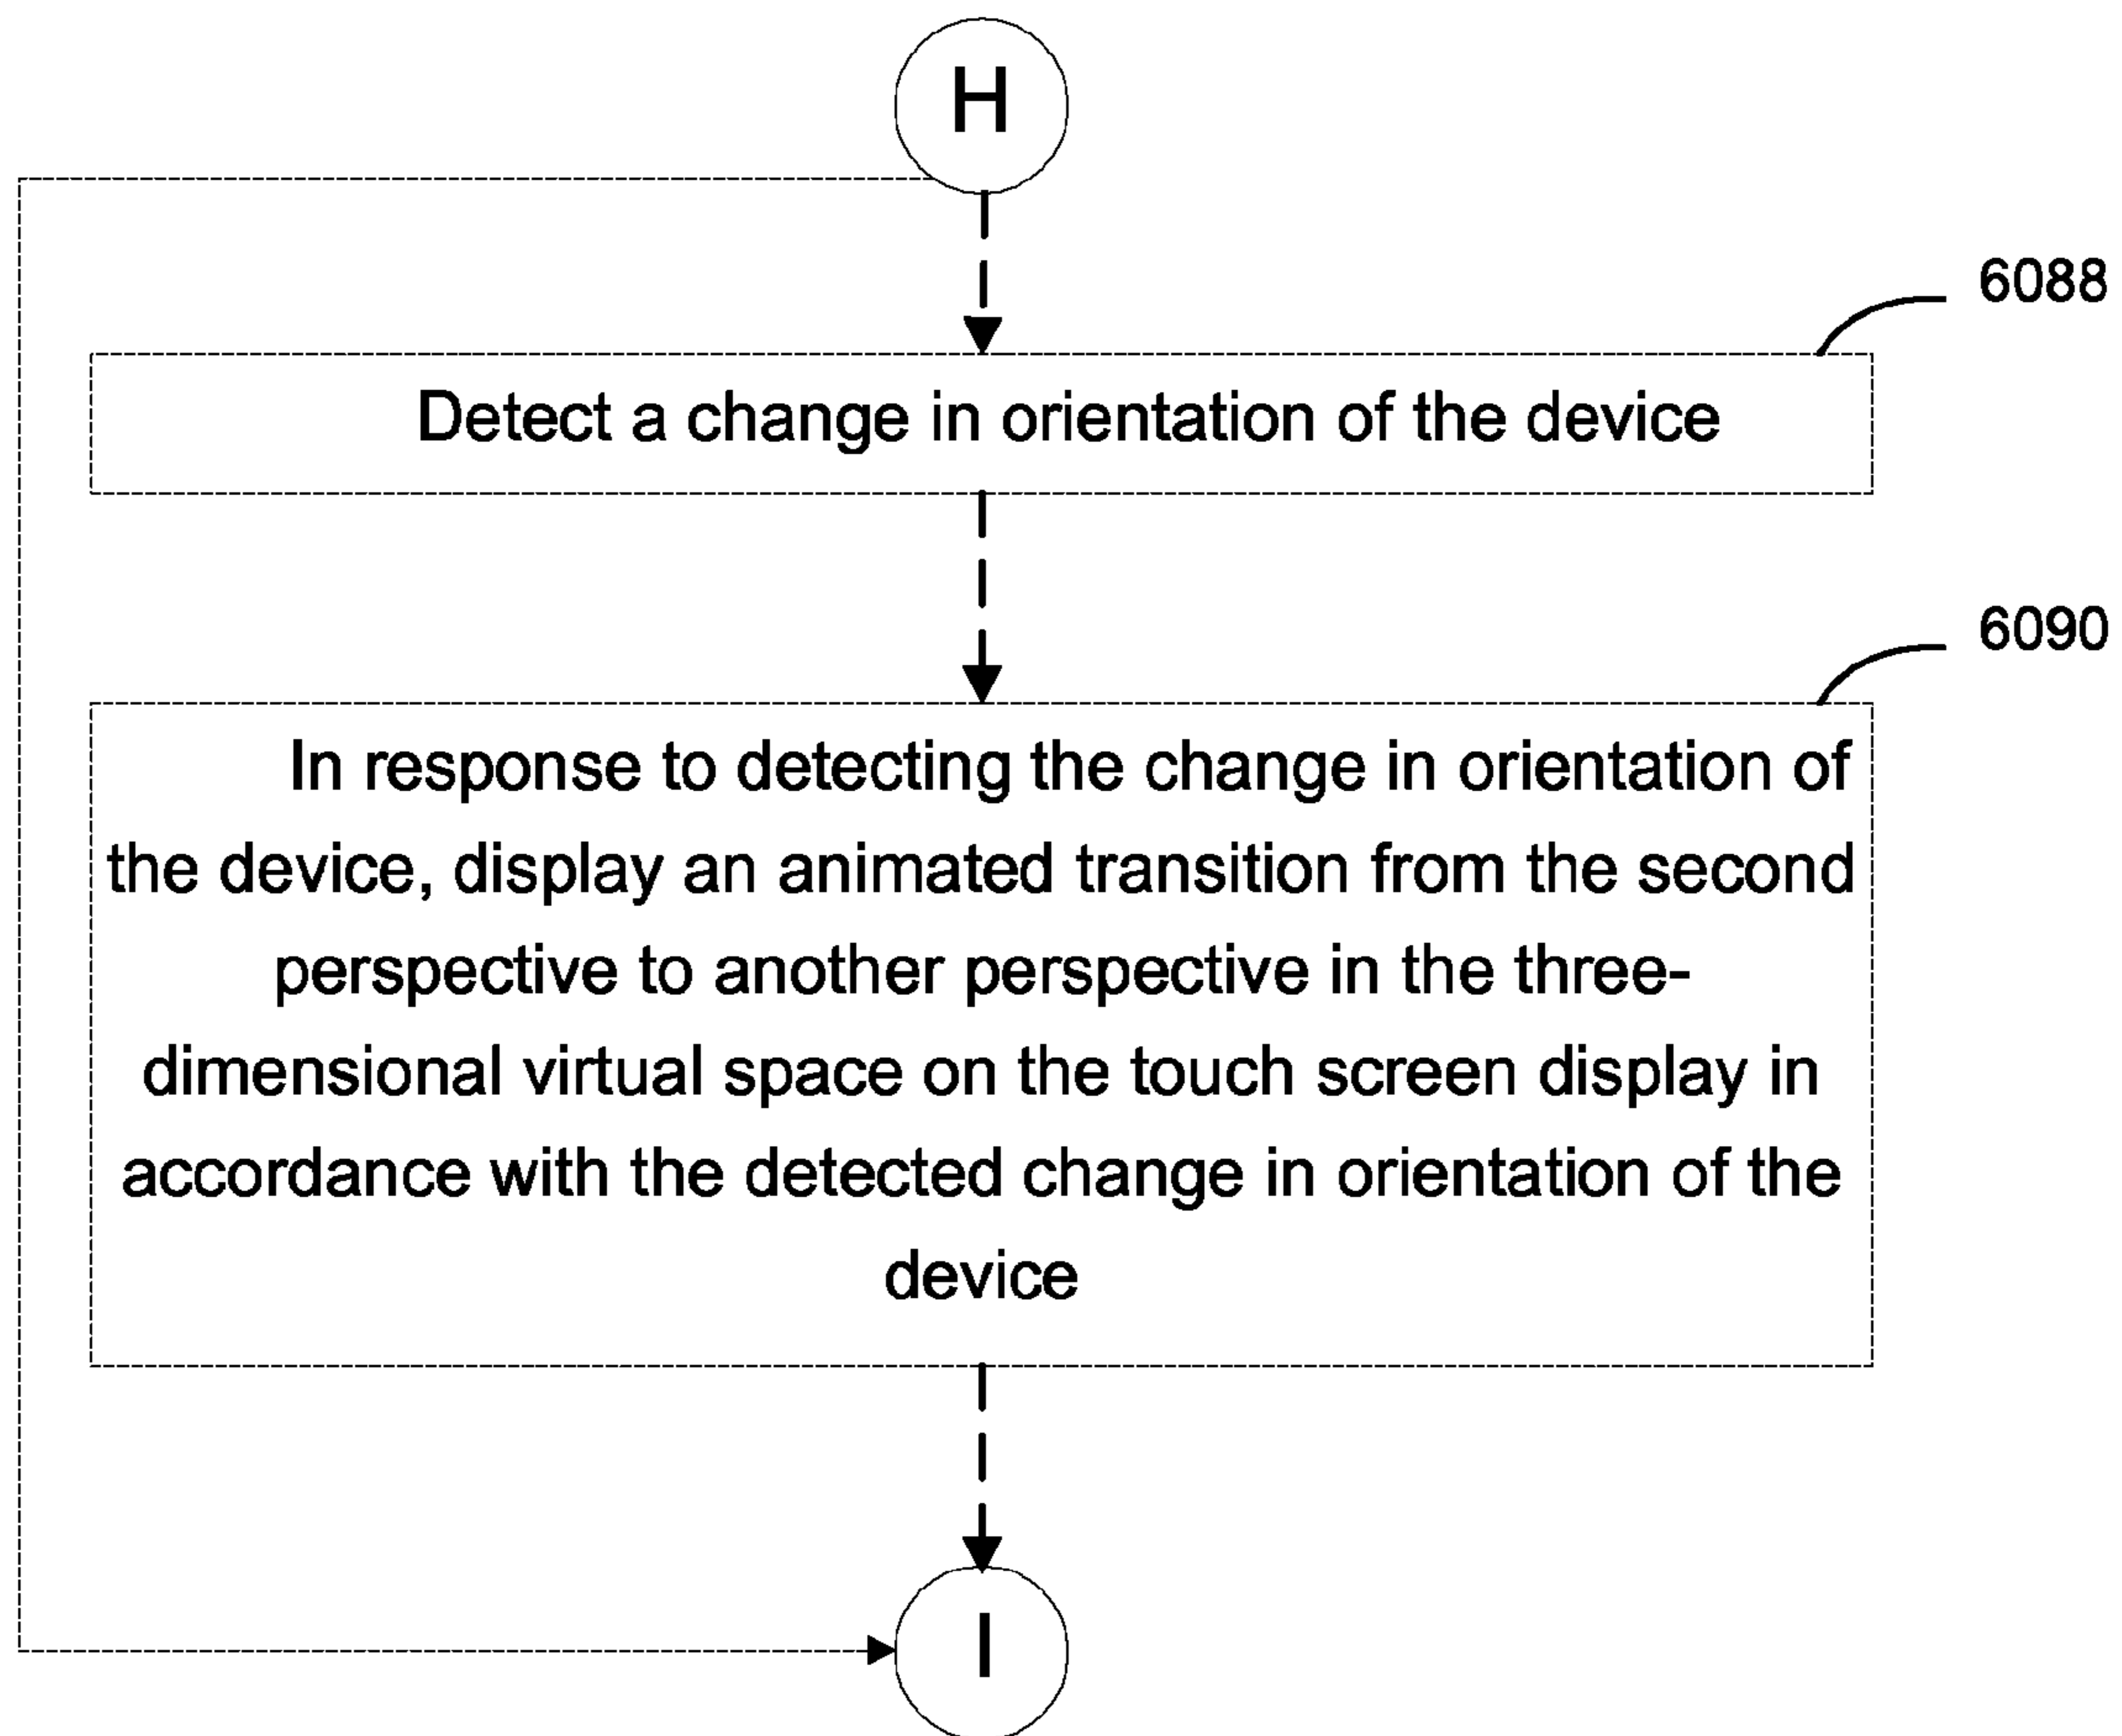 H
6088
Detect a change in orientation of the device
6090
In response to detecting the change in orientation of
the device, display an animated transition from the second
perspective to another perspective in the three-
dimensional virtual space on the touch screen display in
accordance with the detected change in orientation of the
device
I